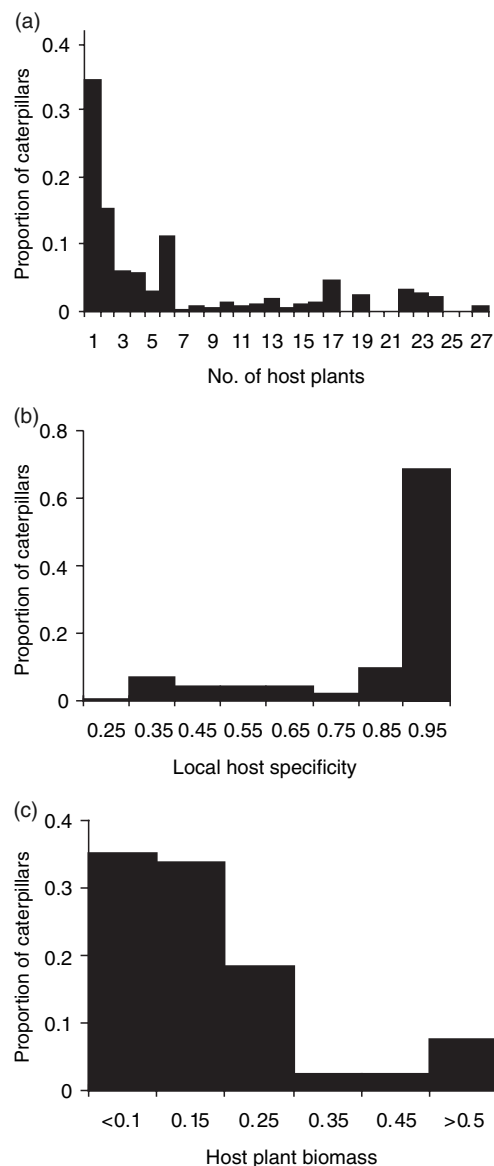 (a)
0.4
0.3
0.2
0.1
0
Proportion of caterpillars
1 3 5 7 9 11 13 15 17 19 21 23 25 27
No. of host plants
(b)
0.8
0.6
0.4
0.2
0
Proportion of caterpillars
0.25 0.35 0.45 0.55 0.65 0.75 0.85 0.95
Local host specificity
(c)
0.4
0.3
0.2
0.1
0
Proportion of caterpillars
<0.1 0.15 0.25 0.35 0.45 >0.5
Host plant biomass